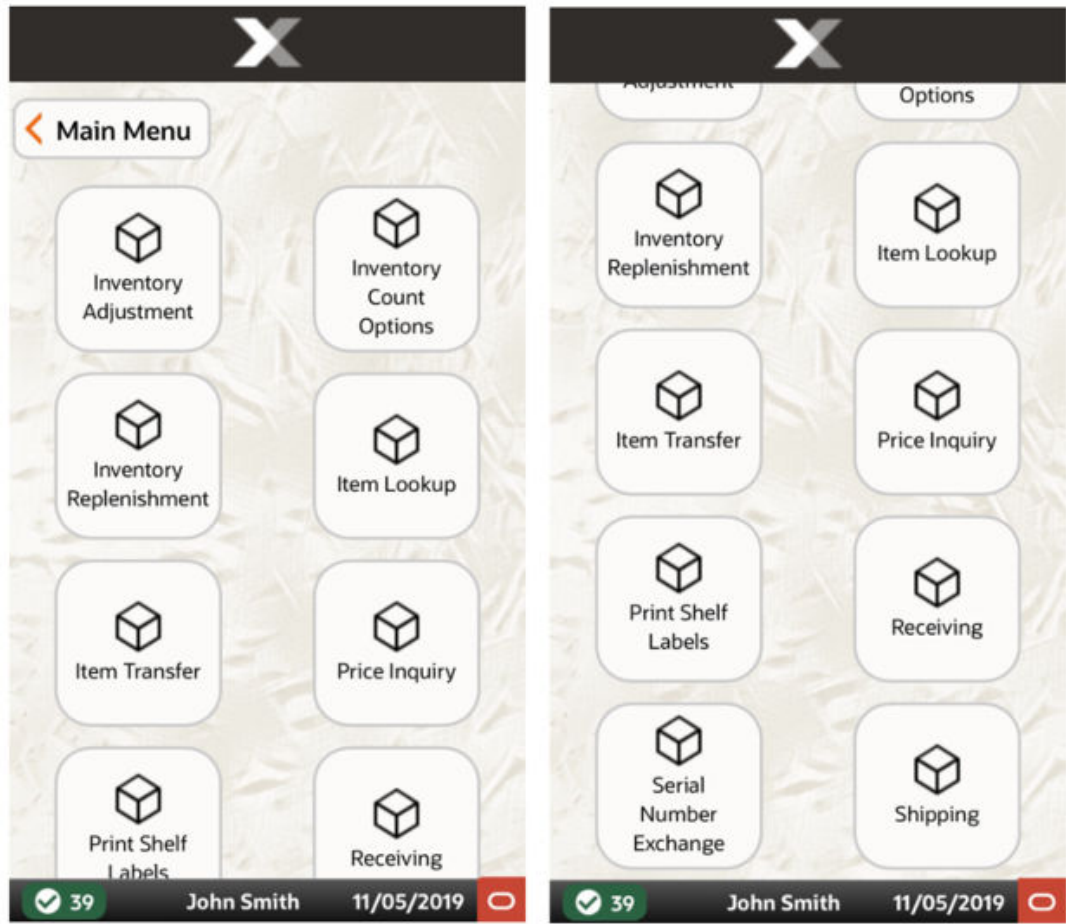 Main Menu
Inventory
Adjustment
Inventory
Count
Options
Inventory
Replenishment
Item Lookup
Item Transfer
Price Inquiry
Print Shelf
Labels
Receiving
39
John Smith
11/05/2019
Adjustment
Options
Inventory
Replenishment
Item Lookup
Item Transfer
Price Inquiry
Print Shelf
Labels
Receiving
Serial
Number
Exchange
Shipping
39
John Smith
11/05/2019